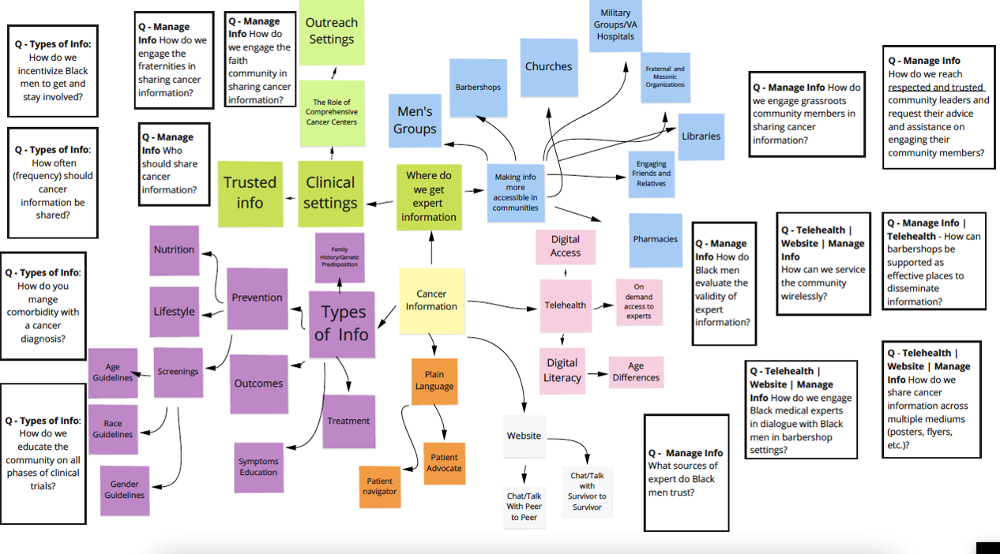 Q - Types of Info:
How do we
incentivize Black
men to get and
stay involved?
Q - Manage
Info How do we
engage the
fraternities in
sharing cancer
information?
Q - Manage
Info How do
we engage the
faith
community in
sharing cancer
information?
Outreach
Settings
The Role of
Comprehensive
Cancer Centers
Men's
Groups
Barbershops
Churches
Military
Groups/VA
Hospitals
Fraternal and
Masonic
Organizations
Libraries
Q - Manage Info How do
we engage grassroots
community members in
sharing cancer
information?
Q - Manage Info
How do we reach
respected and trusted
community leaders and
request their advice
and assistance on
engaging their
community members?
Q - Types of Info:
How often
(frequency) should
cancer
information be
shared?
Q - Manage
Info Who
should share
cancer
information?
Trusted
info
Clinical
settings
Where do
we get
expert
information
Making info
more
accessible in
communities
Engaging
Friends and
Relatives
Pharmacies
Q - Types of Info:
How do you
mange
comorbidity with
a cancer
diagnosis?
Nutrition
Lifestyle
Prevention
Family
History/Genetic
Predisposition
Types
of Info
Cancer
Information
Digital
Access
Telehealth
On
demand
access to
experts
Digital
Literacy
Age
Differences
Q - Manage
Info How do
Black men
evaluate the
validity of
expert
information?
Q - Telehealth |
Website | Manage
Info
How can we service
the community
wirelessly?
Q - Manage Info |
Telehealth - How can
barbershops be
supported as
effective places to
disseminate
information?
Age
Guidelines
Screenings
Outcomes
Treatment
Race
Guidelines
Gender
Guidelines
Symptoms
Education
Plain
Language
Patient
navigator
Patient
Advocate
Website
Chat/Talk
With Peer
to Peer
Chat/Talk
with
Survivor to
Survivor
Q - Types of Info:
How do we
educate the
community on all
phases of clinical
trials?
Q - Manage Info
What sources of
expert do Black
men trust?
Q - Telehealth |
Website | Manage
Info How do we engage
Black medical experts
in dialogue with Black
men in barbershop
settings?
Q - Telehealth |
Website | Manage
Info How do we
share cancer
information across
multiple mediums
(posters, flyers,
etc.)?